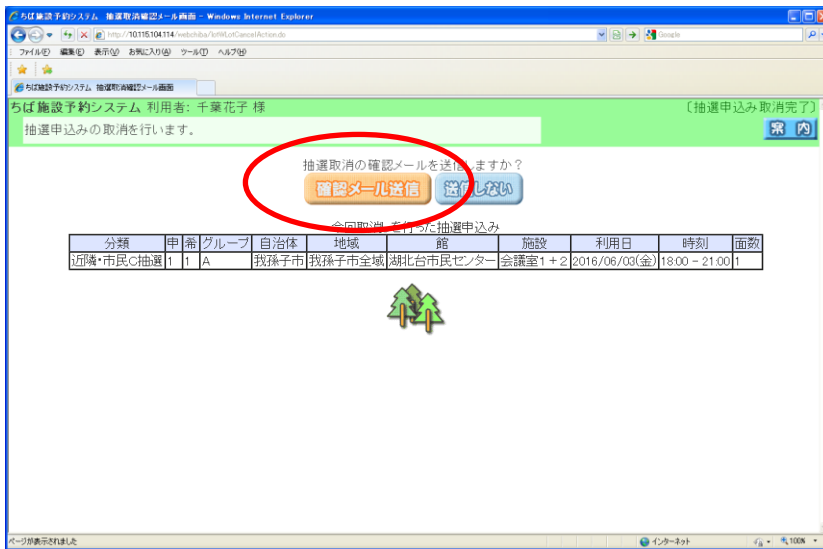 ちば施設予約システム 抽選取消確認メール画面 - Windows Internet Explorer
http://10.115.104.114/webchiba/IntWLotCancelAction.do
Google
ファイル(F) 編集(E) 表示(V) お気に入り(A) ツール(T) ヘルプ(H)
ちば施設予約システム 抽選取消確認メール画面
ちば施設予約システム 利用者: 千葉花子 様 〔抽選申込み取消完了〕
抽選申込みの取消を行います。 案 内
抽選取消の確認メールを送信しますか？
確認メール送信 送信しない
今回取消しを行った抽選申込み
分類 申 希 グループ 自治体 地域 館 施設 利用日 時刻 面数
近隣・市民C抽選 1 1 A 我孫子市 我孫子市全域 湖北台市民センター 会議室1+2 2016/06/03(金) 18:00 - 21:00 1
ページが表示されました インターネット 100%